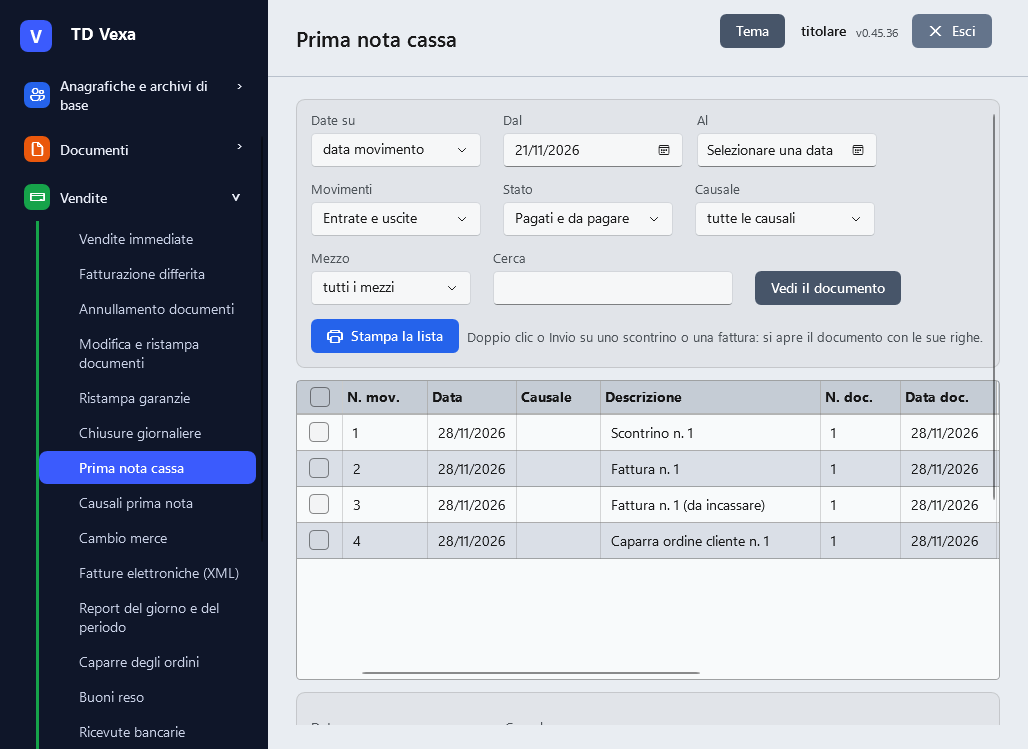 V TD Vexa
Prima nota cassa
Tema titolare v0.45.36 Esci
Anagrafiche e archivi di
base
Documenti
Vendite
Vendite immediate
Fatturazione differita
Annullamento documenti
Modifica e ristampa
documenti
Ristampa garanzie
Chiusure giornaliere
Prima nota cassa
Causali prima nota
Cambio merce
Fatture elettroniche (XML)
Report del giorno e del
periodo
Caparre degli ordini
Buoni reso
Ricevute bancarie
Date su Dal Al
data movimento 21/11/2026 Selezionare una data
Movimenti Stato Causale
Entrate e uscite Pagati e da pagare tutte le causali
Mezzo Cerca
tutti i mezzi Vedi il documento
Stampa la lista Doppio clic o Invio su uno scontrino o una fattura: si apre il documento con le sue righe.
N. mov. Data Causale Descrizione N. doc. Data doc.
1 28/11/2026 Scontrino n. 1 1 28/11/2026
2 28/11/2026 Fattura n. 1 1 28/11/2026
3 28/11/2026 Fattura n. 1 (da incassare) 1 28/11/2026
4 28/11/2026 Caparra ordine cliente n. 1 1 28/11/2026